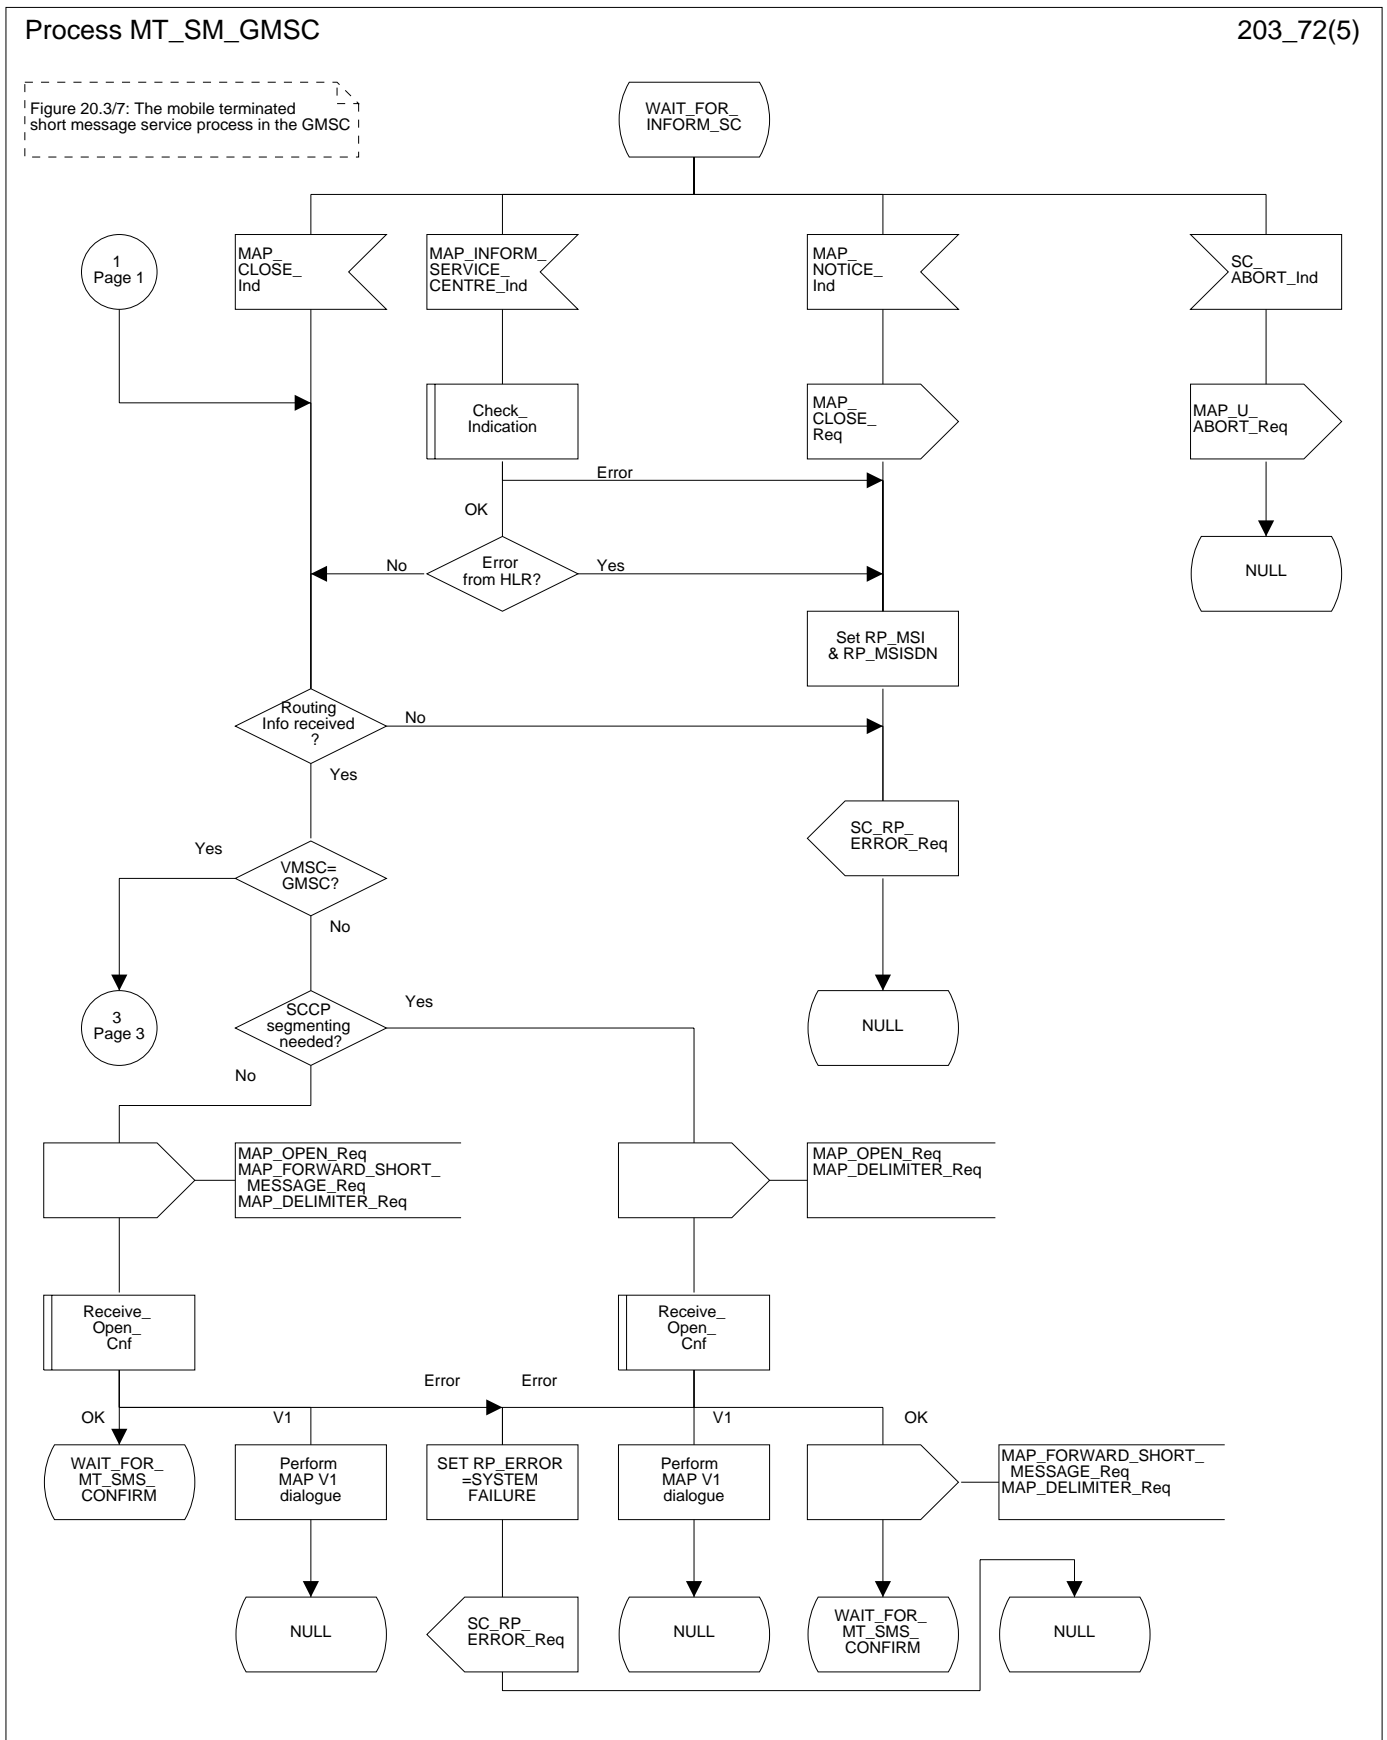 Process MT_SM_GMSC
203_72(5)
Figure 20.3/7: The mobile terminated
short message service process in the GMSC
WAIT_FOR_
INFORM_SC
1
Page 1
MAP_
CLOSE_
Ind
MAP_INFORM_
SERVICE_
CENTRE_Ind
MAP_
NOTICE_
Ind
SC_
ABORT_Ind
Check_
Indication
MAP_
CLOSE_
Req
MAP_U_
ABORT_Req
Error
OK
No
Error
from HLR?
Yes
NULL
Set RP_MSI
& RP_MSISDN
Routing
Info received
?
No
Yes
SC_RP_
ERROR_Req
Yes
VMSC=
GMSC?
No
3
Page 3
SCCP
segmenting
needed?
Yes
NULL
No
MAP_OPEN_Req
MAP_FORWARD_SHORT_
MESSAGE_Req
MAP_DELIMITER_Req
MAP_OPEN_Req
MAP_DELIMITER_Req
Receive_
Open_
Cnf
Receive_
Open_
Cnf
Error
Error
OK
V1
V1
OK
WAIT_FOR_
MT_SMS_
CONFIRM
Perform
MAP V1
dialogue
SET RP_ERROR
=SYSTEM
FAILURE
Perform
MAP V1
dialogue
MAP_FORWARD_SHORT_
MESSAGE_Req
MAP_DELIMITER_Req
NULL
SC_RP_
ERROR_Req
NULL
WAIT_FOR_
MT_SMS_
CONFIRM
NULL